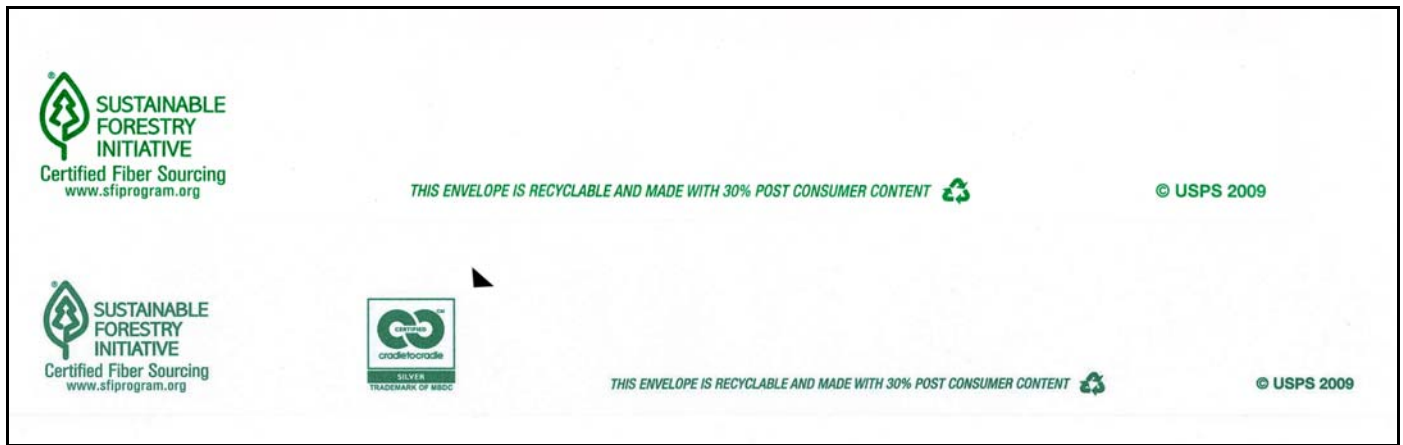 ®
SUSTAINABLE
FORESTRY
INITIATIVE
Certified Fiber Sourcing
www.sfiprogram.org
THIS ENVELOPE IS RECYCLABLE AND MADE WITH 30% POST CONSUMER CONTENT
© USPS 2009
®
SUSTAINABLE
FORESTRY
INITIATIVE
Certified Fiber Sourcing
www.sfiprogram.org
CERTIFIED
CM
cradletocradle
SILVER
TRADEMARK OF MBDC
THIS ENVELOPE IS RECYCLABLE AND MADE WITH 30% POST CONSUMER CONTENT
© USPS 2009